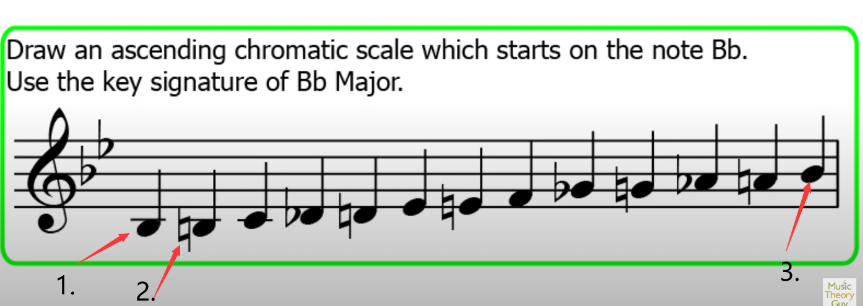 Draw an ascending chromatic scale which starts on the note Bb.
Use the key signature of Bb Major.
1.
2.
3.
Music
Theory
Guy